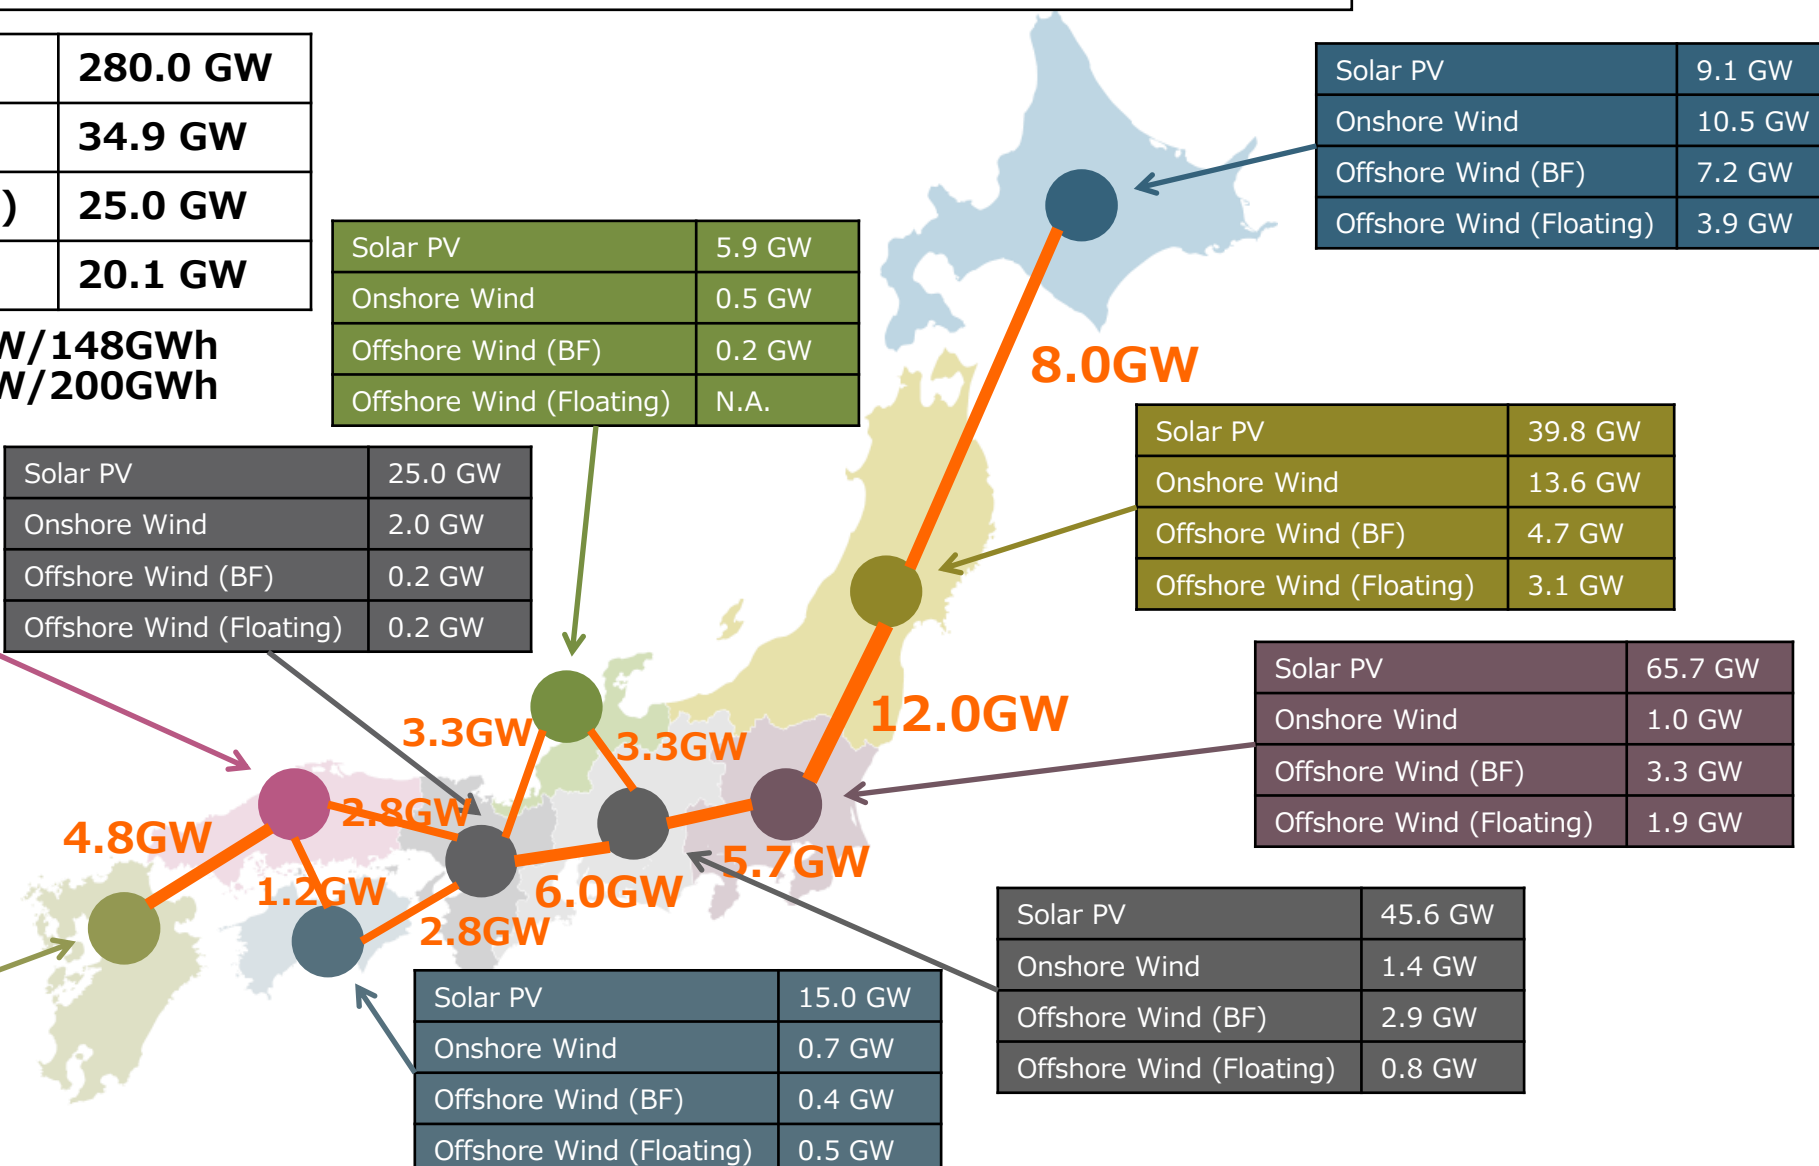 280.0 GW
34.9 GW
) 25.0 GW
20.1 GW
W/148GWh
W/200GWh
Solar PV 9.1 GW
Onshore Wind 10.5 GW
Offshore Wind (BF) 7.2 GW
Offshore Wind (Floating) 3.9 GW
Solar PV 5.9 GW
Onshore Wind 0.5 GW
Offshore Wind (BF) 0.2 GW
Offshore Wind (Floating) N.A.
8.0GW
Solar PV 39.8 GW
Onshore Wind 13.6 GW
Offshore Wind (BF) 4.7 GW
Offshore Wind (Floating) 3.1 GW
Solar PV 25.0 GW
Onshore Wind 2.0 GW
Offshore Wind (BF) 0.2 GW
Offshore Wind (Floating) 0.2 GW
Solar PV 65.7 GW
Onshore Wind 1.0 GW
Offshore Wind (BF) 3.3 GW
Offshore Wind (Floating) 1.9 GW
12.0GW
3.3GW
3.3GW
2.8GW
4.8GW
5.7GW
1.2GW
6.0GW
2.8GW
Solar PV 45.6 GW
Onshore Wind 1.4 GW
Offshore Wind (BF) 2.9 GW
Offshore Wind (Floating) 0.8 GW
Solar PV 15.0 GW
Onshore Wind 0.7 GW
Offshore Wind (BF) 0.4 GW
Offshore Wind (Floating) 0.5 GW